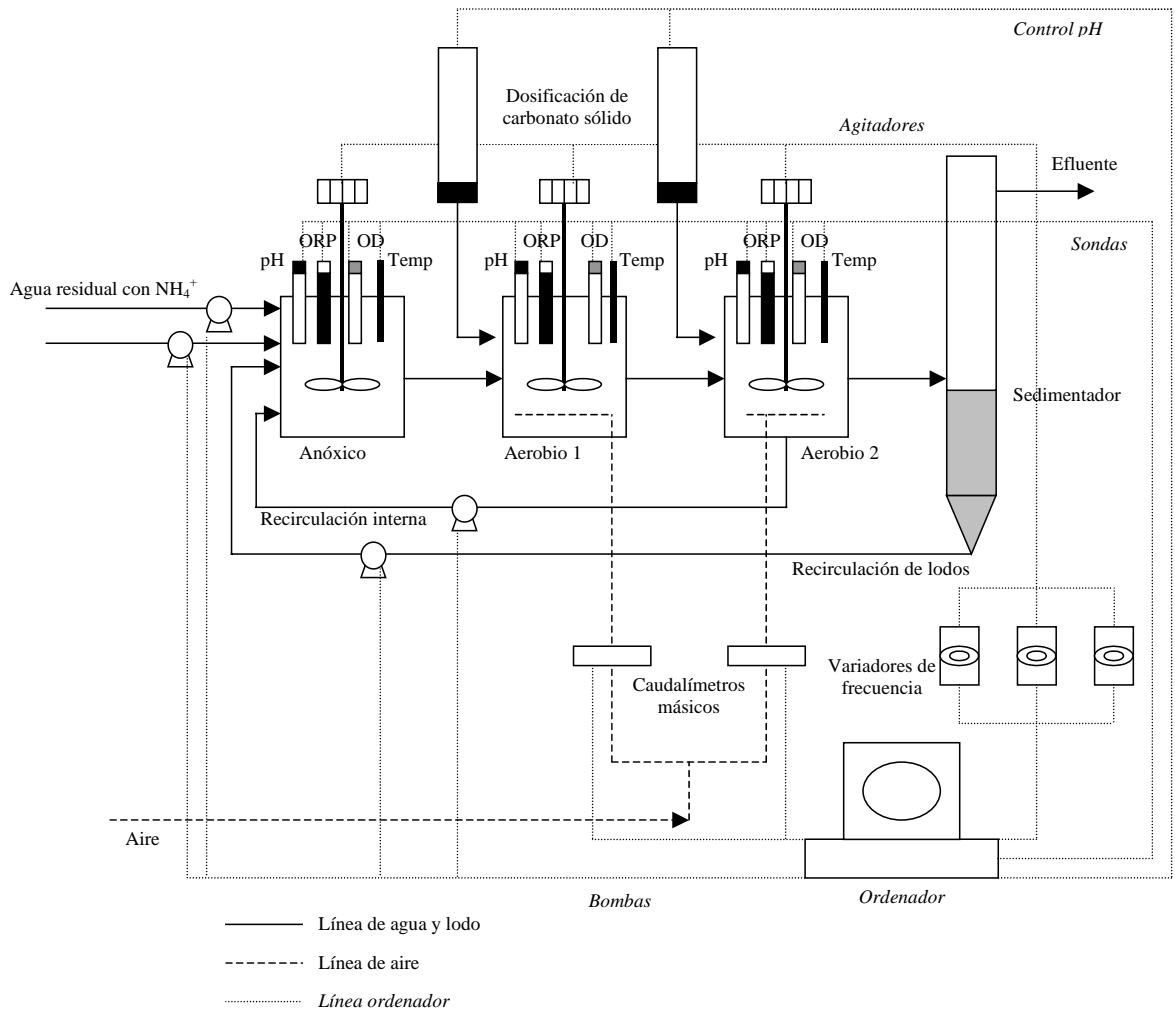 Control pH
Dosificación de
carbonato sólido
Agitadores
Efluente
ORP
OD
ORP
OD
ORP
OD
Sondas
pH
Temp
pH
Temp
pH
Temp
Agua residual con NH₄⁺
Sedimentador
Anóxico
Aerobio 1
Aerobio 2
Recirculación interna
Recirculación de lodos
Variadores de
frecuencia
Caudalímetros
másicos
Aire
Bombas
Ordenador
Línea de agua y lodo
Línea de aire
Línea ordenador